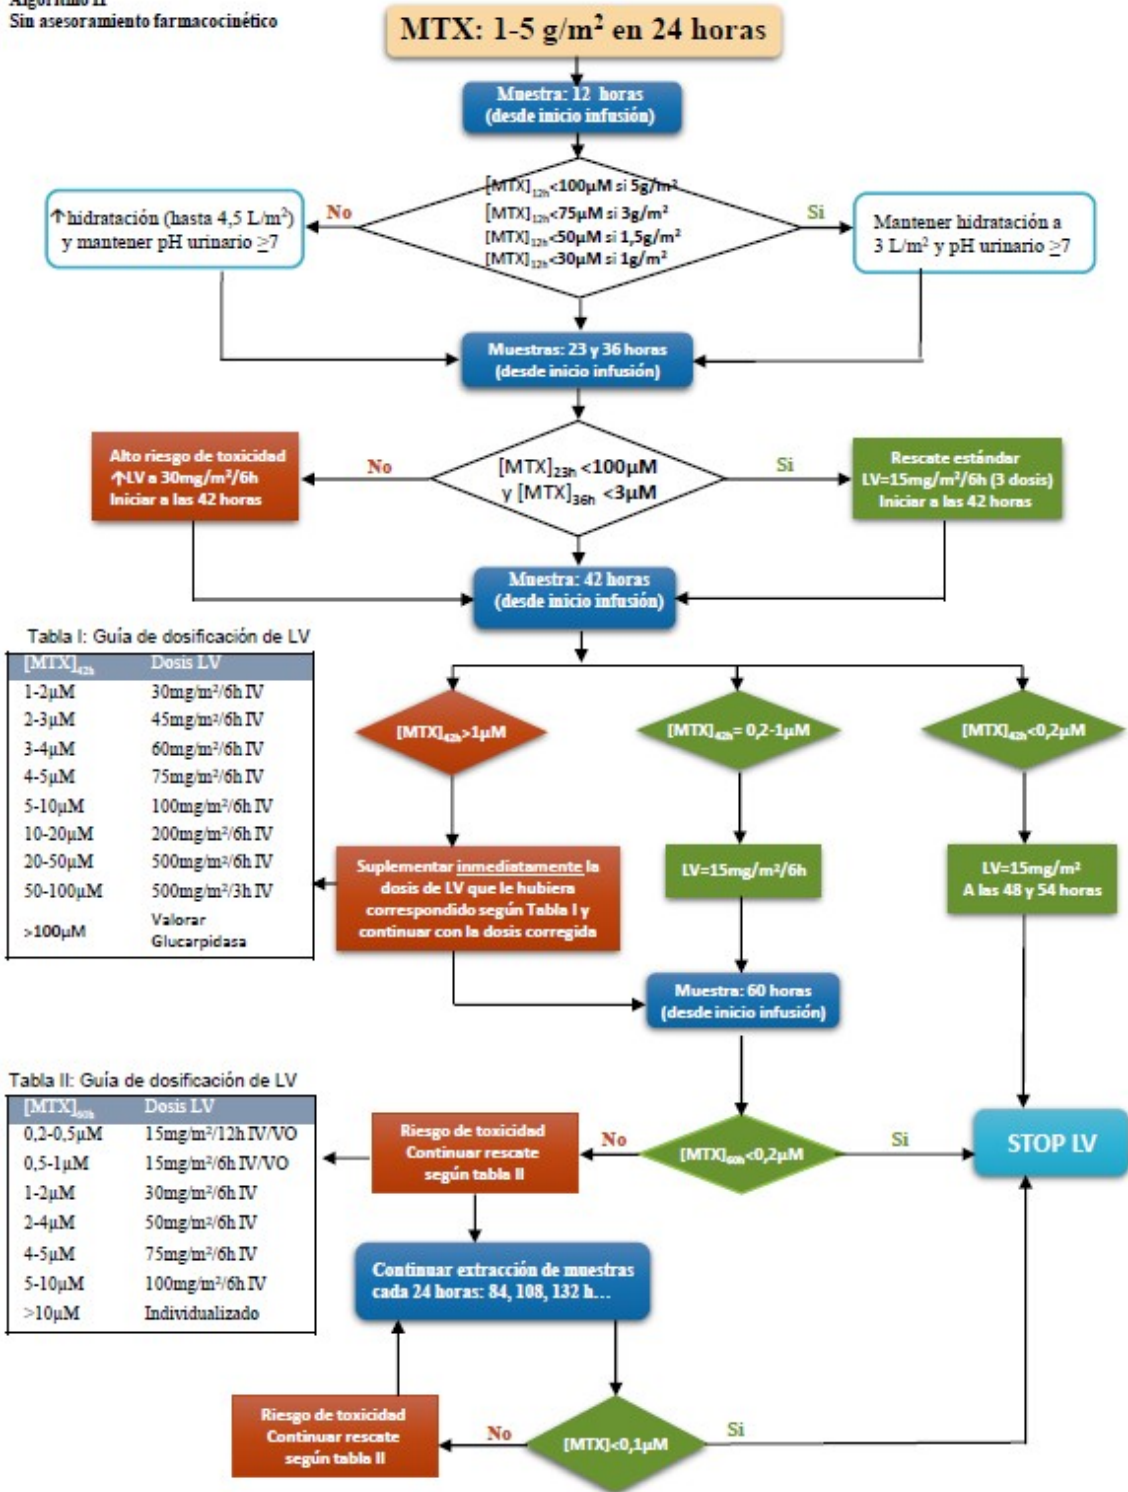 Algoritmo II
Sin asesoramiento farmacocinético
MTX: 1-5 g/m² en 24 horas
Muestra: 12 horas
(desde inicio infusión)
[MTX]12h<100µM si 5g/m²
[MTX]12h<75µM si 3g/m²
[MTX]12h<50µM si 1,5g/m²
[MTX]12h<30µM si 1g/m²
No
Si
↑hidratación (hasta 4,5 L/m²)
y mantener pH urinario ≥7
Mantener hidratación a
3 L/m² y pH urinario ≥7
Muestras: 23 y 36 horas
(desde inicio infusión)
[MTX]23h <100µM
y [MTX]36h <3µM
No
Si
Alto riesgo de toxicidad
↑LV a 30mg/m²/6h
Iniciar a las 42 horas
Rescate estándar
LV=15mg/m²/6h (3 dosis)
Iniciar a las 42 horas
Muestra: 42 horas
(desde inicio infusión)
Tabla I: Guía de dosificación de LV
[MTX]42h Dosis LV
1-2µM 30mg/m²/6h IV
2-3µM 45mg/m²/6h IV
3-4µM 60mg/m²/6h IV
4-5µM 75mg/m²/6h IV
5-10µM 100mg/m²/6h IV
10-20µM 200mg/m²/6h IV
20-50µM 500mg/m²/6h IV
50-100µM 500mg/m²/3h IV
>100µM Valorar
Glucarpidasa
[MTX]42h>1µM
[MTX]42h= 0,2-1µM
[MTX]42h<0,2µM
Suplementar inmediatamente la
dosis de LV que le hubiera
correspondido según Tabla I y
continuar con la dosis corregida
LV=15mg/m²/6h
LV=15mg/m²
A las 48 y 54 horas
Muestra: 60 horas
(desde inicio infusión)
Tabla II: Guía de dosificación de LV
[MTX]60h Dosis LV
0,2-0,5µM 15mg/m²/12h IV/VO
0,5-1µM 15mg/m²/6h IV/VO
1-2µM 30mg/m²/6h IV
2-4µM 50mg/m²/6h IV
4-5µM 75mg/m²/6h IV
5-10µM 100mg/m²/6h IV
>10µM Individualizado
Riesgo de toxicidad
Continuar rescate
según tabla II
No
[MTX]60h<0,2µM
Si
STOP LV
Continuar extracción de muestras
cada 24 horas: 84, 108, 132 h...
Riesgo de toxicidad
Continuar rescate
según tabla II
No
[MTX]<0,1µM
Si